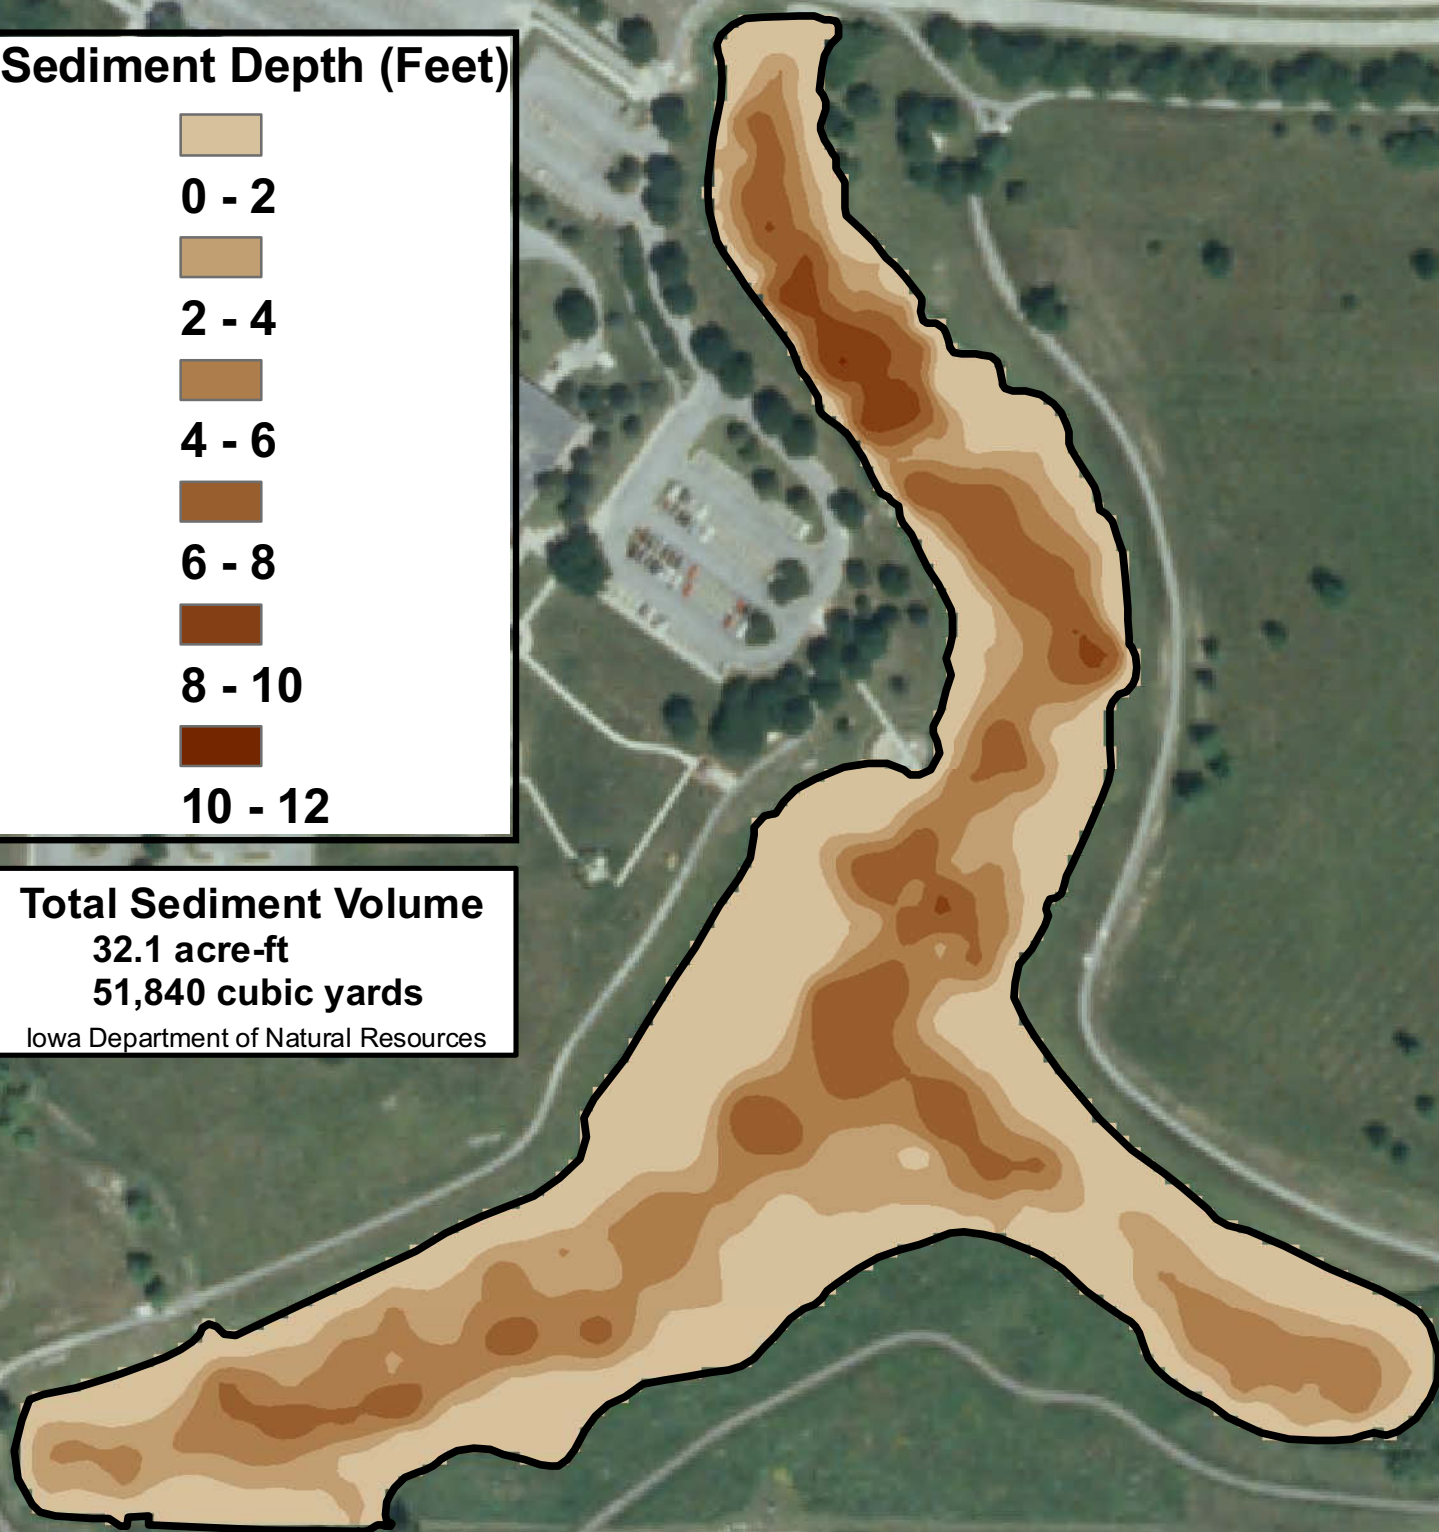 Sediment Depth (Feet)
0 - 2
2 - 4
4 - 6
6 - 8
8 - 10
10 - 12
Total Sediment Volume
32.1 acre-ft
51,840 cubic yards
Iowa Department of Natural Resources